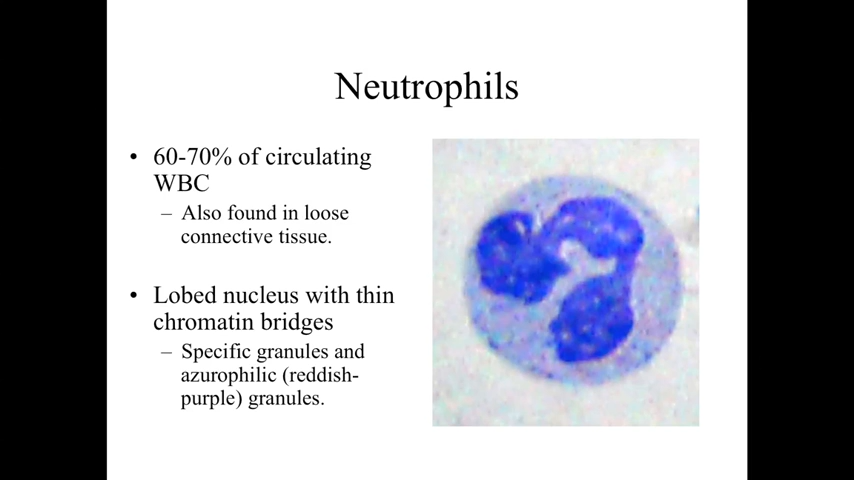 Neutrophils
• 60-70% of circulating
WBC
– Also found in loose
connective tissue.
• Lobed nucleus with thin
chromatin bridges
– Specific granules and
azurophilic (reddish-
purple) granules.